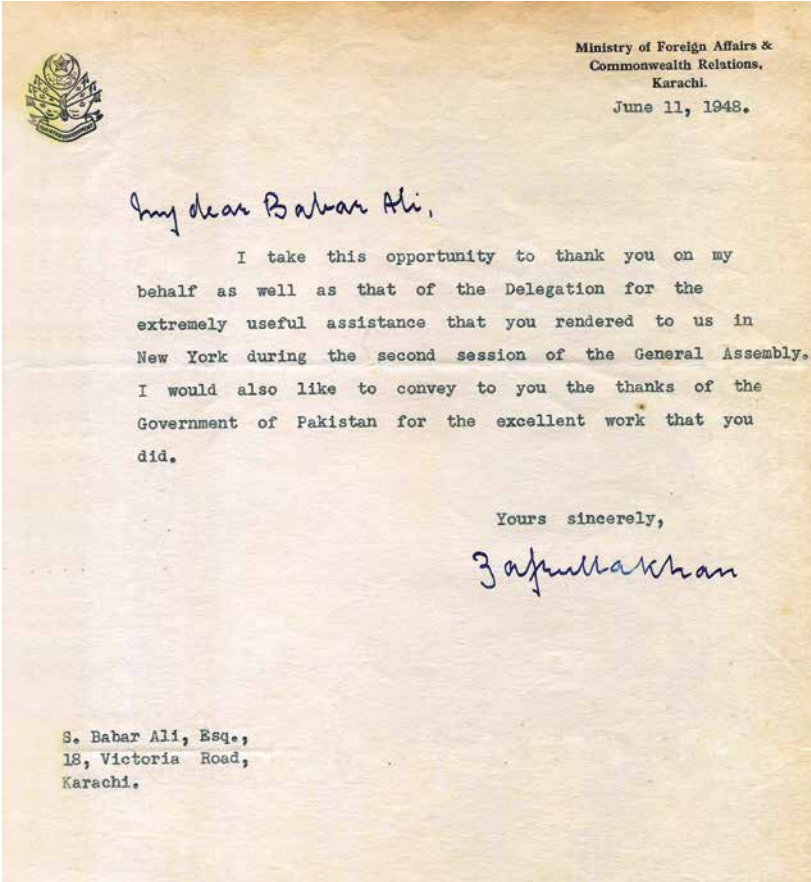 Ministry of Foreign Affairs &
Commonwealth Relations,
Karachi.
June 11, 1948.
My dear Babar Ali,
I take this opportunity to thank you on my
behalf as well as that of the Delegation for the
extremely useful assistance that you rendered to us in
New York during the second session of the General Assembly.
I would also like to convey to you the thanks of the
Government of Pakistan for the excellent work that you
did.
Yours sincerely,
Zafrullakhan
S. Babar Ali, Esq.,
18, Victoria Road,
Karachi.